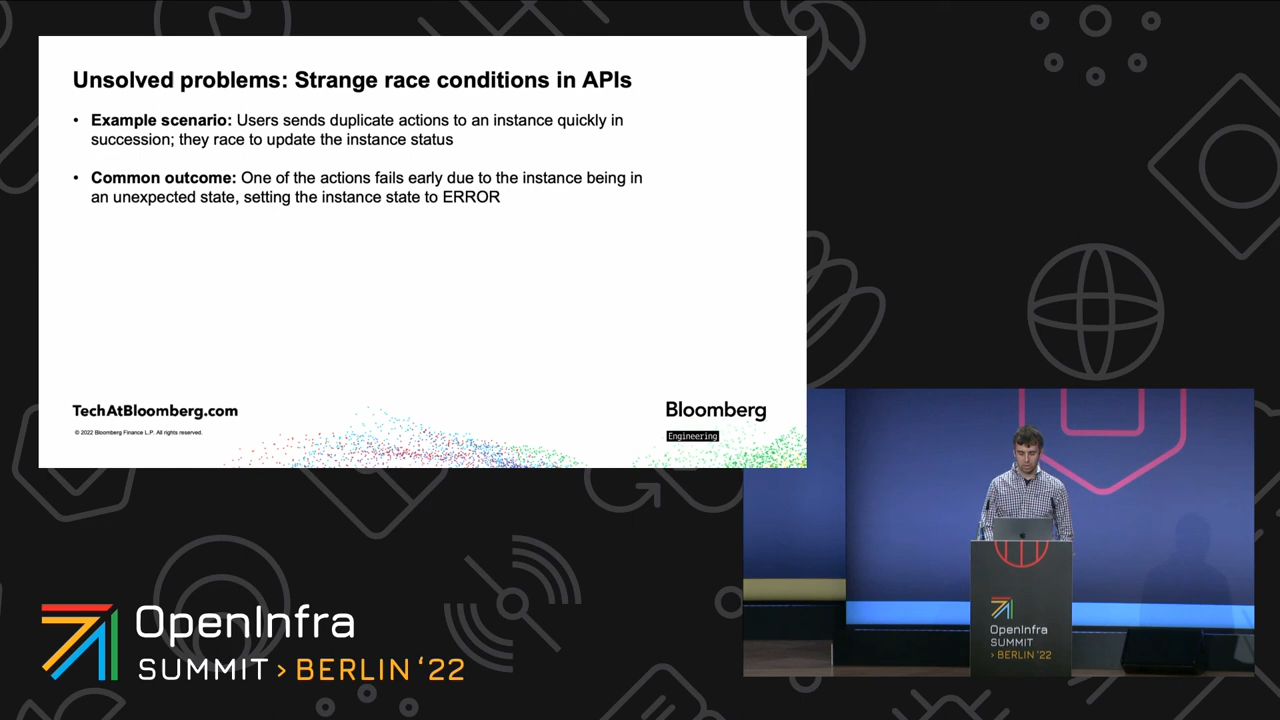 Unsolved problems: Strange race conditions in APIs
• Example scenario: Users sends duplicate actions to an instance quickly in
succession; they race to update the instance status
• Common outcome: One of the actions fails early due to the instance being in
an unexpected state, setting the instance state to ERROR
TechAtBloomberg.com
© 2022 Bloomberg Finance L.P. All rights reserved.
Bloomberg
Engineering
OpenInfra
SUMMIT > BERLIN '22
OpenInfra
SUMMIT
> BERLIN '22